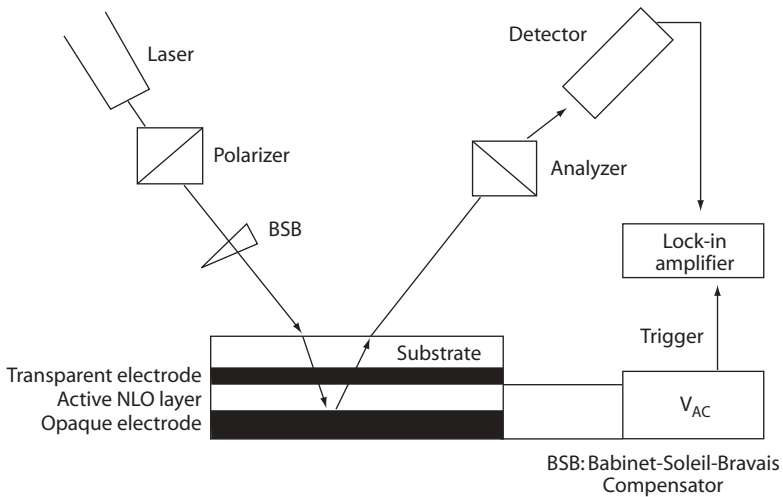 Laser
Detector
Polarizer
Analyzer
BSB
Lock-in
amplifier
Trigger
Substrate
Transparent electrode
Active NLO layer
Opaque electrode
VAC
BSB: Babinet-Soleil-Bravais
Compensator